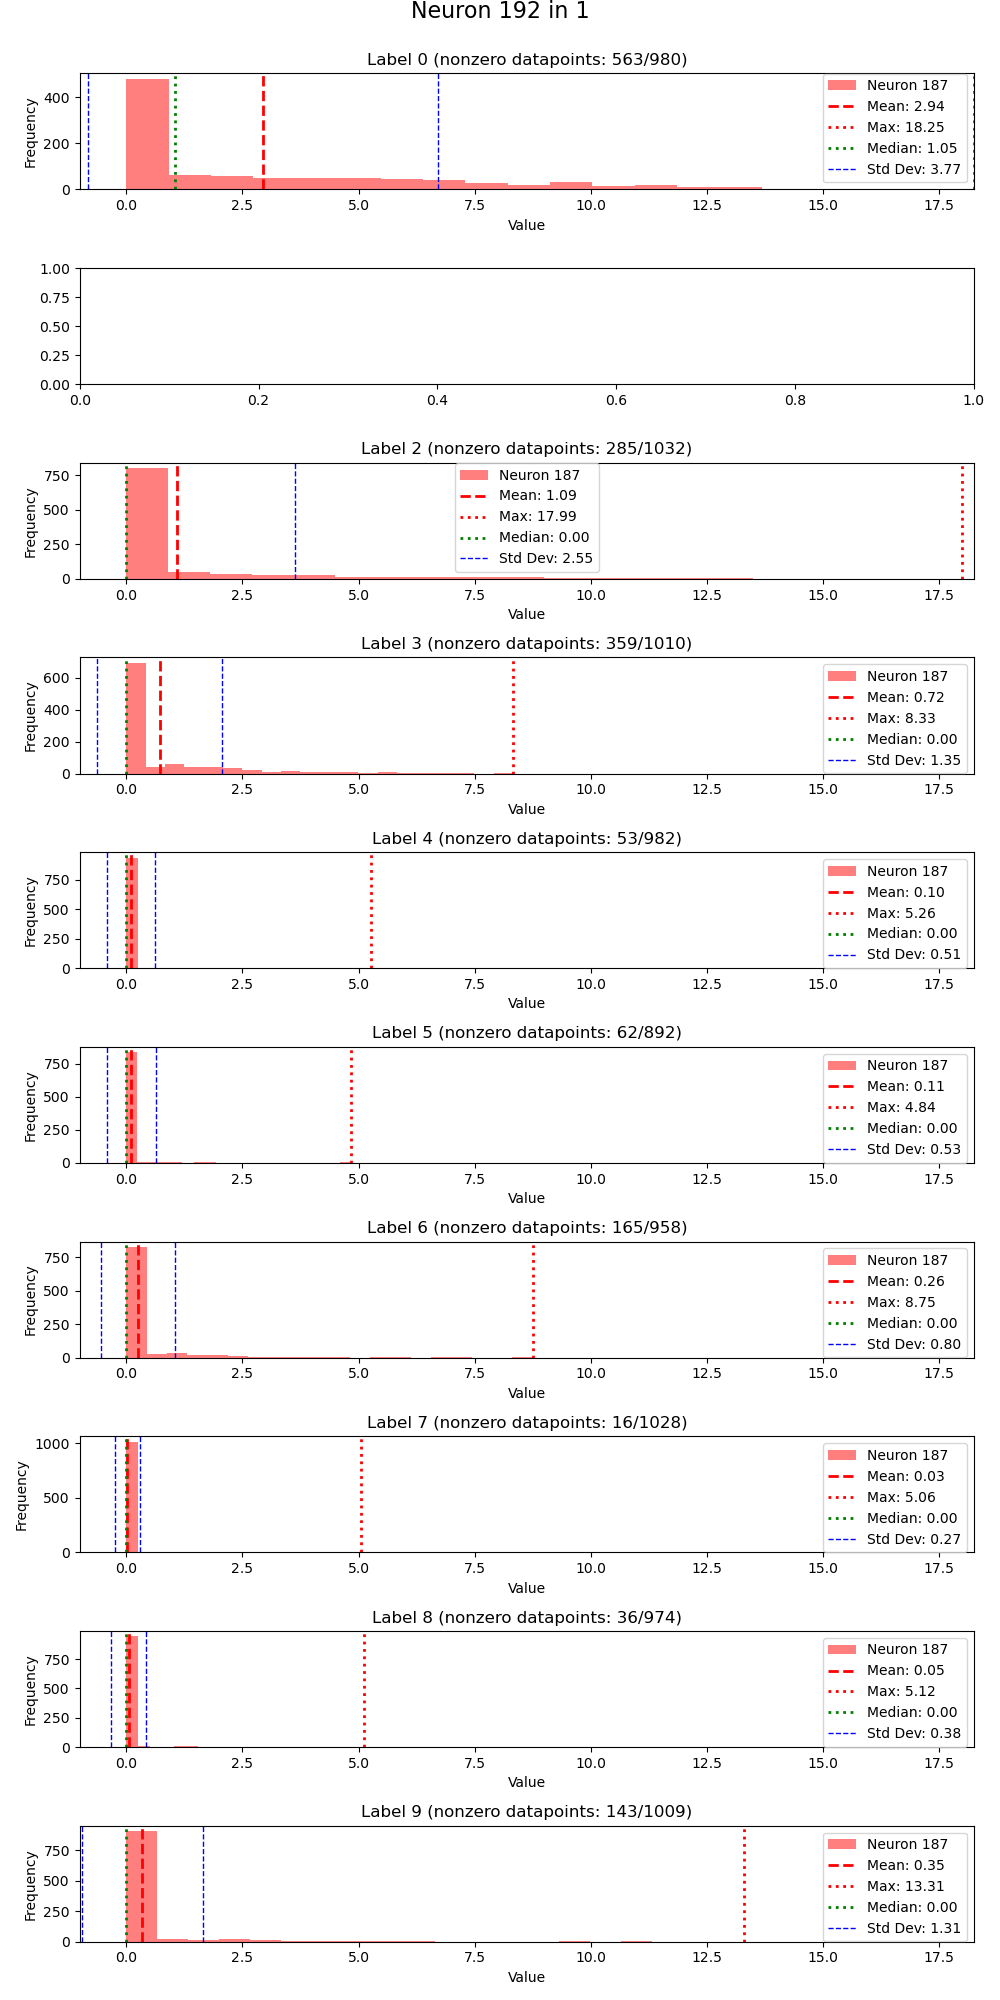 Neuron 192 in 1
Label 0 (nonzero datapoints: 563/980)
Frequency
400
200
0
Neuron 187
Mean: 2.94
Max: 18.25
Median: 1.05
Std Dev: 3.77
0.0 2.5 5.0 7.5 10.0 12.5 15.0 17.5
Value
1.00
0.75
0.50
0.25
0.00
0.0 0.2 0.4 0.6 0.8 1.0
Label 2 (nonzero datapoints: 285/1032)
Frequency
750
500
250
0
Neuron 187
Mean: 1.09
Max: 17.99
Median: 0.00
Std Dev: 2.55
0.0 2.5 5.0 7.5 10.0 12.5 15.0 17.5
Value
Label 3 (nonzero datapoints: 359/1010)
Frequency
600
400
200
0
Neuron 187
Mean: 0.72
Max: 8.33
Median: 0.00
Std Dev: 1.35
0.0 2.5 5.0 7.5 10.0 12.5 15.0 17.5
Value
Label 4 (nonzero datapoints: 53/982)
Frequency
750
500
250
0
Neuron 187
Mean: 0.10
Max: 5.26
Median: 0.00
Std Dev: 0.51
0.0 2.5 5.0 7.5 10.0 12.5 15.0 17.5
Value
Label 5 (nonzero datapoints: 62/892)
Frequency
750
500
250
0
Neuron 187
Mean: 0.11
Max: 4.84
Median: 0.00
Std Dev: 0.53
0.0 2.5 5.0 7.5 10.0 12.5 15.0 17.5
Value
Label 6 (nonzero datapoints: 165/958)
Frequency
750
500
250
0
Neuron 187
Mean: 0.26
Max: 8.75
Median: 0.00
Std Dev: 0.80
0.0 2.5 5.0 7.5 10.0 12.5 15.0 17.5
Value
Label 7 (nonzero datapoints: 16/1028)
Frequency
1000
500
0
Neuron 187
Mean: 0.03
Max: 5.06
Median: 0.00
Std Dev: 0.27
0.0 2.5 5.0 7.5 10.0 12.5 15.0 17.5
Value
Label 8 (nonzero datapoints: 36/974)
Frequency
750
500
250
0
Neuron 187
Mean: 0.05
Max: 5.12
Median: 0.00
Std Dev: 0.38
0.0 2.5 5.0 7.5 10.0 12.5 15.0 17.5
Value
Label 9 (nonzero datapoints: 143/1009)
Frequency
750
500
250
0
Neuron 187
Mean: 0.35
Max: 13.31
Median: 0.00
Std Dev: 1.31
0.0 2.5 5.0 7.5 10.0 12.5 15.0 17.5
Value